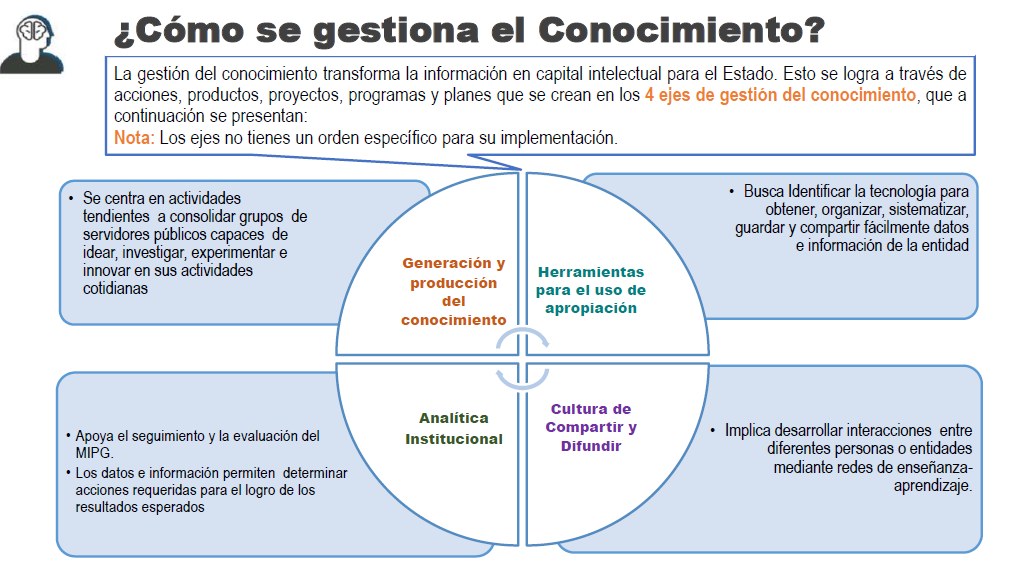 ¿Cómo se gestiona el Conocimiento?
La gestión del conocimiento transforma la información en capital intelectual para el Estado. Esto se logra a través de
acciones, productos, proyectos, programas y planes que se crean en los 4 ejes de gestión del conocimiento, que a
continuación se presentan:
Nota: Los ejes no tienes un orden específico para su implementación.
• Se centra en actividades
tendientes a consolidar grupos de
servidores públicos capaces de
idear, investigar, experimentar e
innovar en sus actividades
cotidianas
• Busca Identificar la tecnología para
obtener, organizar, sistematizar,
guardar y compartir fácilmente datos
e información de la entidad
Generación y
producción
del
conocimiento
Herramientas
para el uso de
apropiación
Analítica
Institucional
Cultura de
Compartir y
Difundir
• Apoya el seguimiento y la evaluación del
MIPG.
• Los datos e información permiten determinar
acciones requeridas para el logro de los
resultados esperados
• Implica desarrollar interacciones entre
diferentes personas o entidades
mediante redes de enseñanza-
aprendizaje.